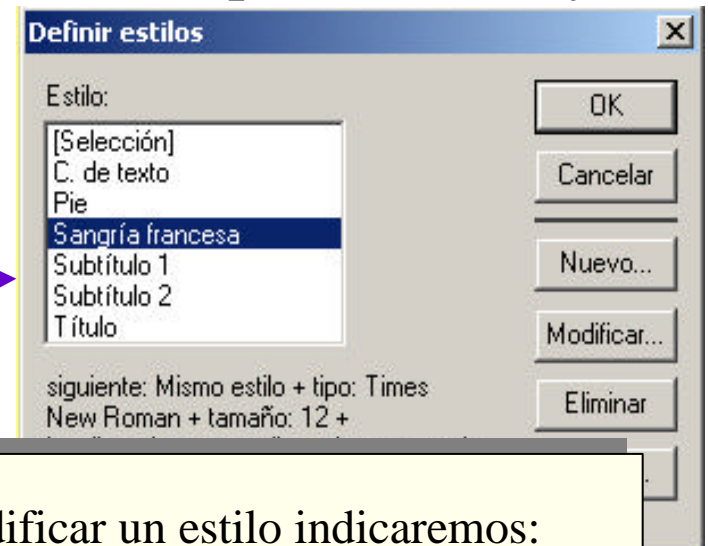 Definir estilos
Estilo:
[Selección]
C. de texto
Pie
Sangría francesa
Subtítulo 1
Subtítulo 2
Título
siguiente: Mismo estilo + tipo: Times
New Roman + tamaño: 12 +
OK
Cancelar
Nuevo...
Modificar...
Eliminar
un estilo indicaremos: